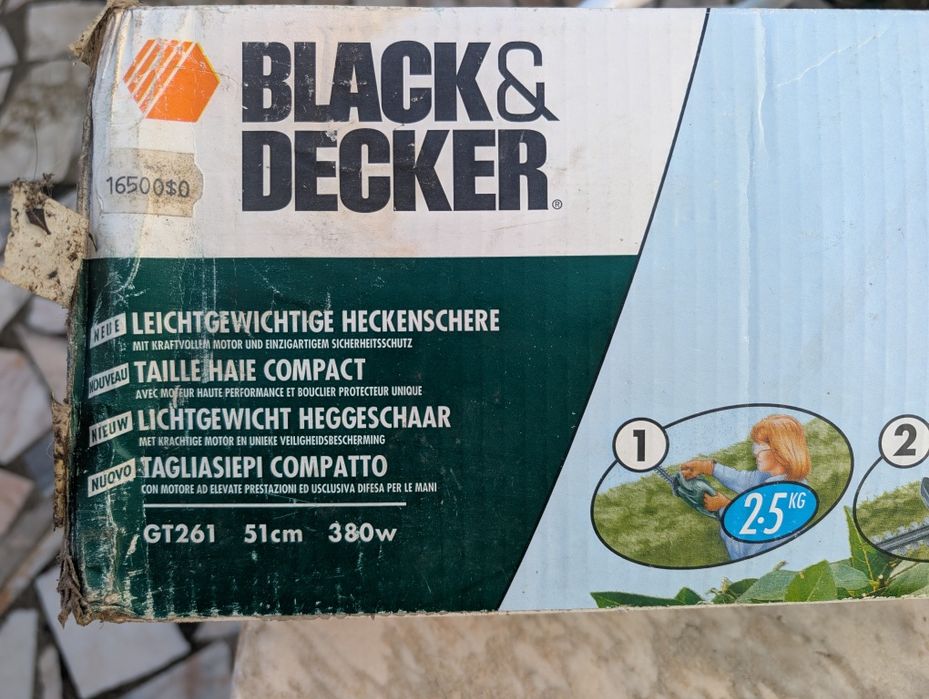 BLACK&
DECKER®
16500$0
NEUE LEICHTGEWICHTIGE HECKENSCHERE
MIT KRAFTVOLLEM MOTOR UND EINZIGARTIGEM SICHERHEITSSCHUTZ
NOUVEAU TAILLE HAIE COMPACT
AVEC MOTEUR HAUTE PERFORMANCE ET BOUCLIER PROTECTEUR UNIQUE
NIEUW LICHTGEWICHT HEGGESCHAAR
MET KRACHTIGE MOTOR EN UNIEKE VEILIGHEIDSBESCHERMING
NUOVO TAGLIASIEPI COMPATTO
CON MOTORE AD ELEVATE PRESTAZIONI ED USCLUSIVA DIFESA PER LE MANI
GT261 51cm 380w
1
2.5 KG
2